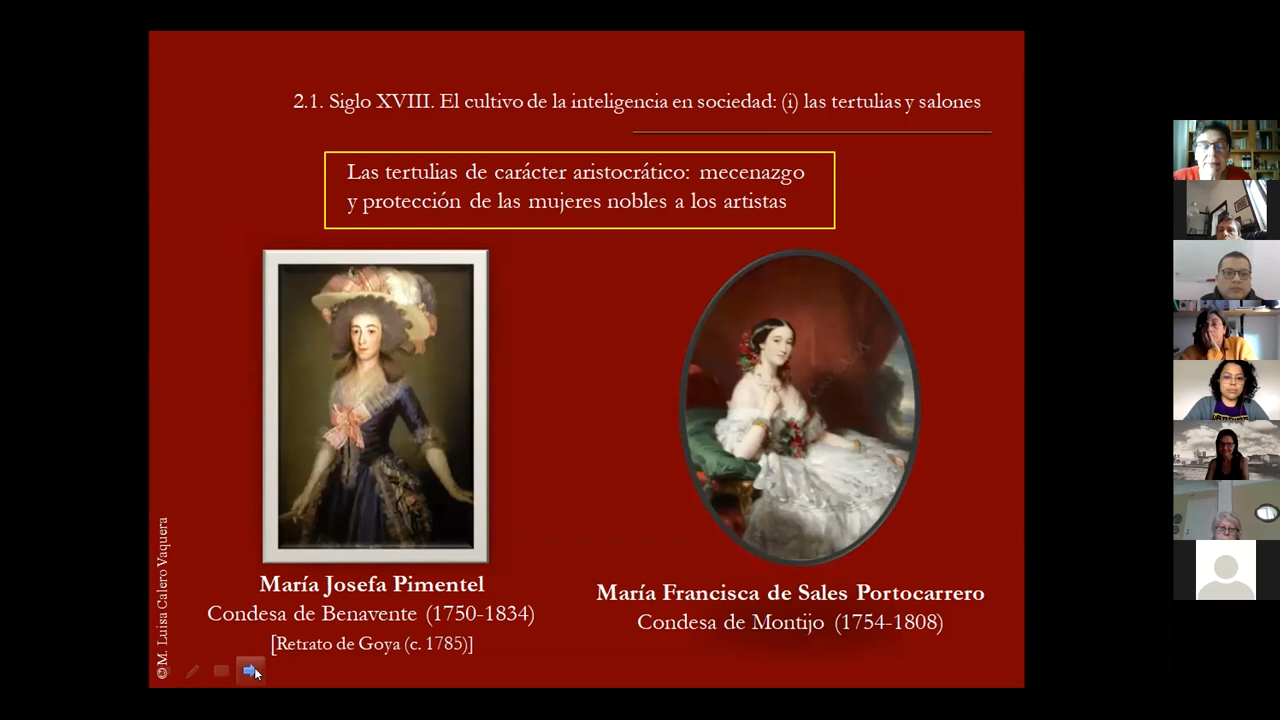 2.1. Siglo XVIII. El cultivo de la inteligencia en sociedad: (i) las tertulias y salones
Las tertulias de carácter aristocrático: mecenazgo
y protección de las mujeres nobles a los artistas
María Josefa Pimentel
Condesa de Benavente (1750-1834)
[Retrato de Goya (c. 1785)]
María Francisca de Sales Portocarrero
Condesa de Montijo (1754-1808)
©M. Luisa Calero Vaquera